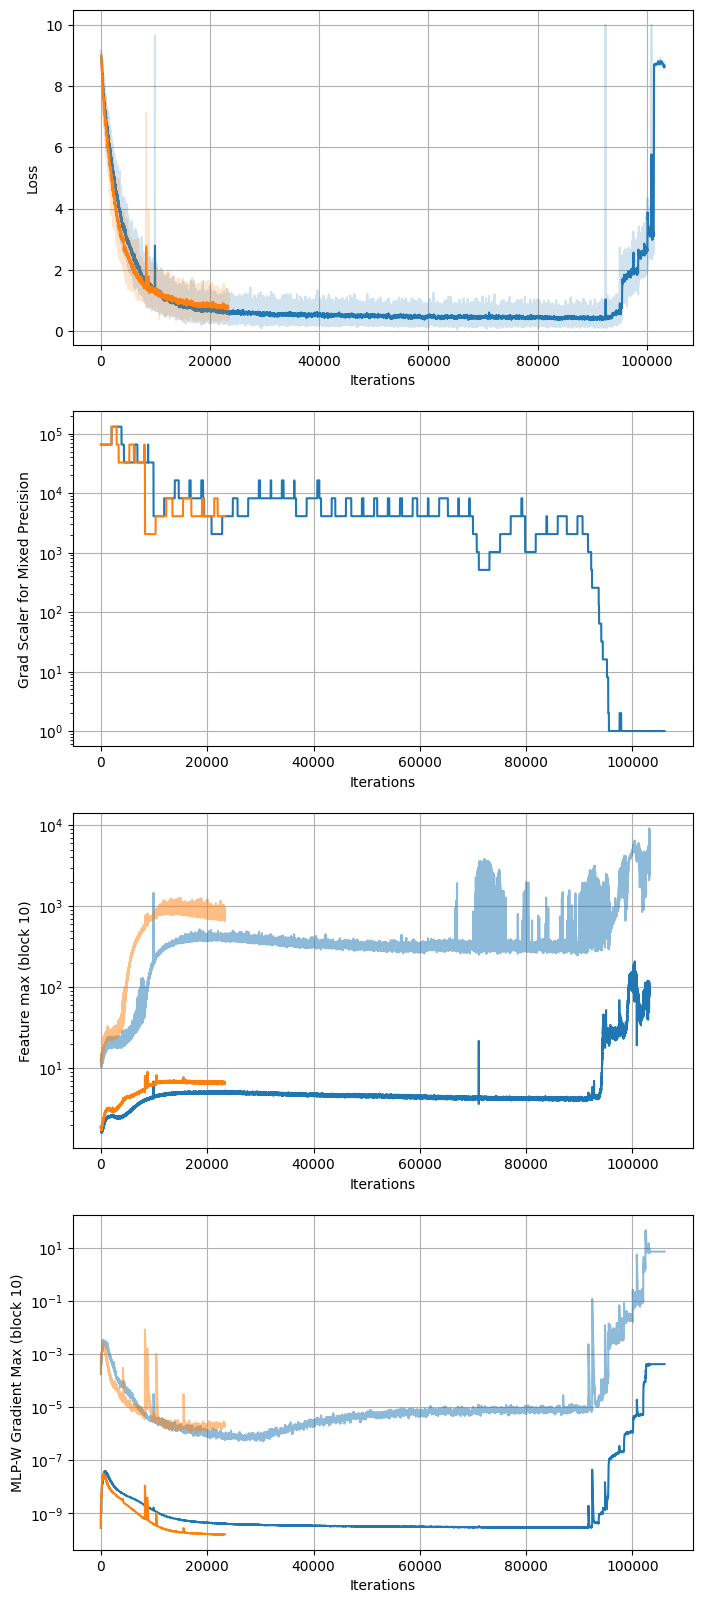 10
8
6
4
2
0
Loss
0 20000 40000 60000 80000 100000
Iterations
10^5
10^4
10^3
10^2
10^1
10^0
Grad Scaler for Mixed Precision
0 20000 40000 60000 80000 100000
Iterations
10^4
10^3
10^2
10^1
Feature max (block 10)
0 20000 40000 60000 80000 100000
Iterations
10^1
10^−1
10^−3
10^−5
10^−7
10^−9
MLP-W Gradient Max (block 10)
0 20000 40000 60000 80000 100000
Iterations